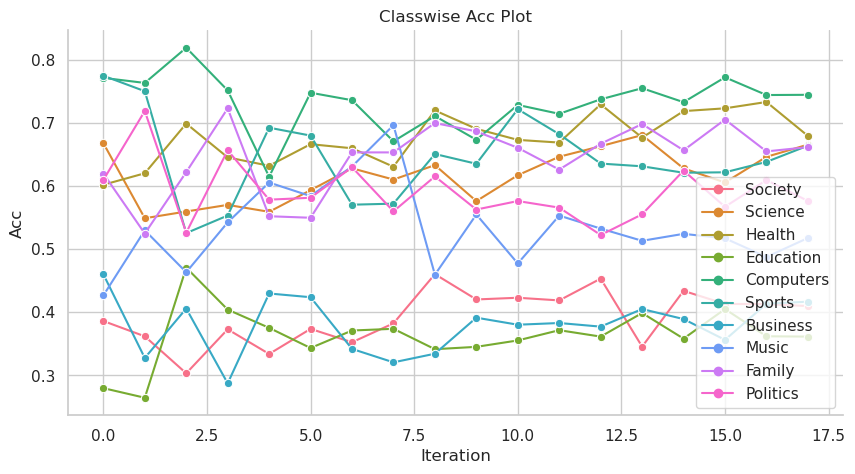 Classwise Acc Plot
Acc
0.8
0.7
0.6
0.5
0.4
0.3
0.0
2.5
5.0
7.5
10.0
12.5
15.0
17.5
Iteration
Society
Science
Health
Education
Computers
Sports
Business
Music
Family
Politics